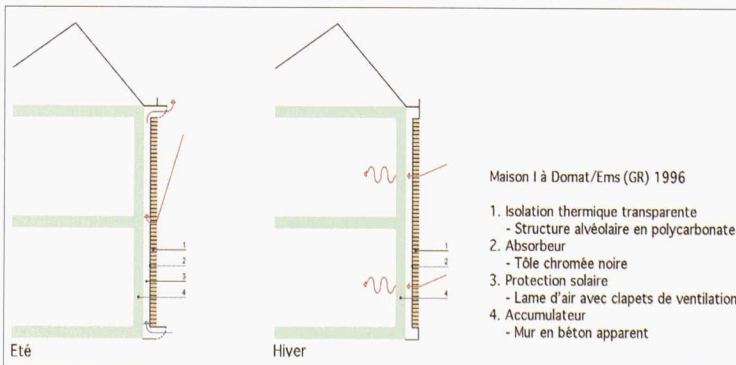 Maison I à Domat/Ems (GR) 1996
1. Isolation thermique transparente
- Structure alvéolaire en polycarbonate
2. Absorbeur
- Tôle chromée noire
3. Protection solaire
- Lame d'air avec clapets de ventilation
4. Accumulateur
- Mur en béton apparent
1
2
3
4
Eté
1
2
4
Hiver